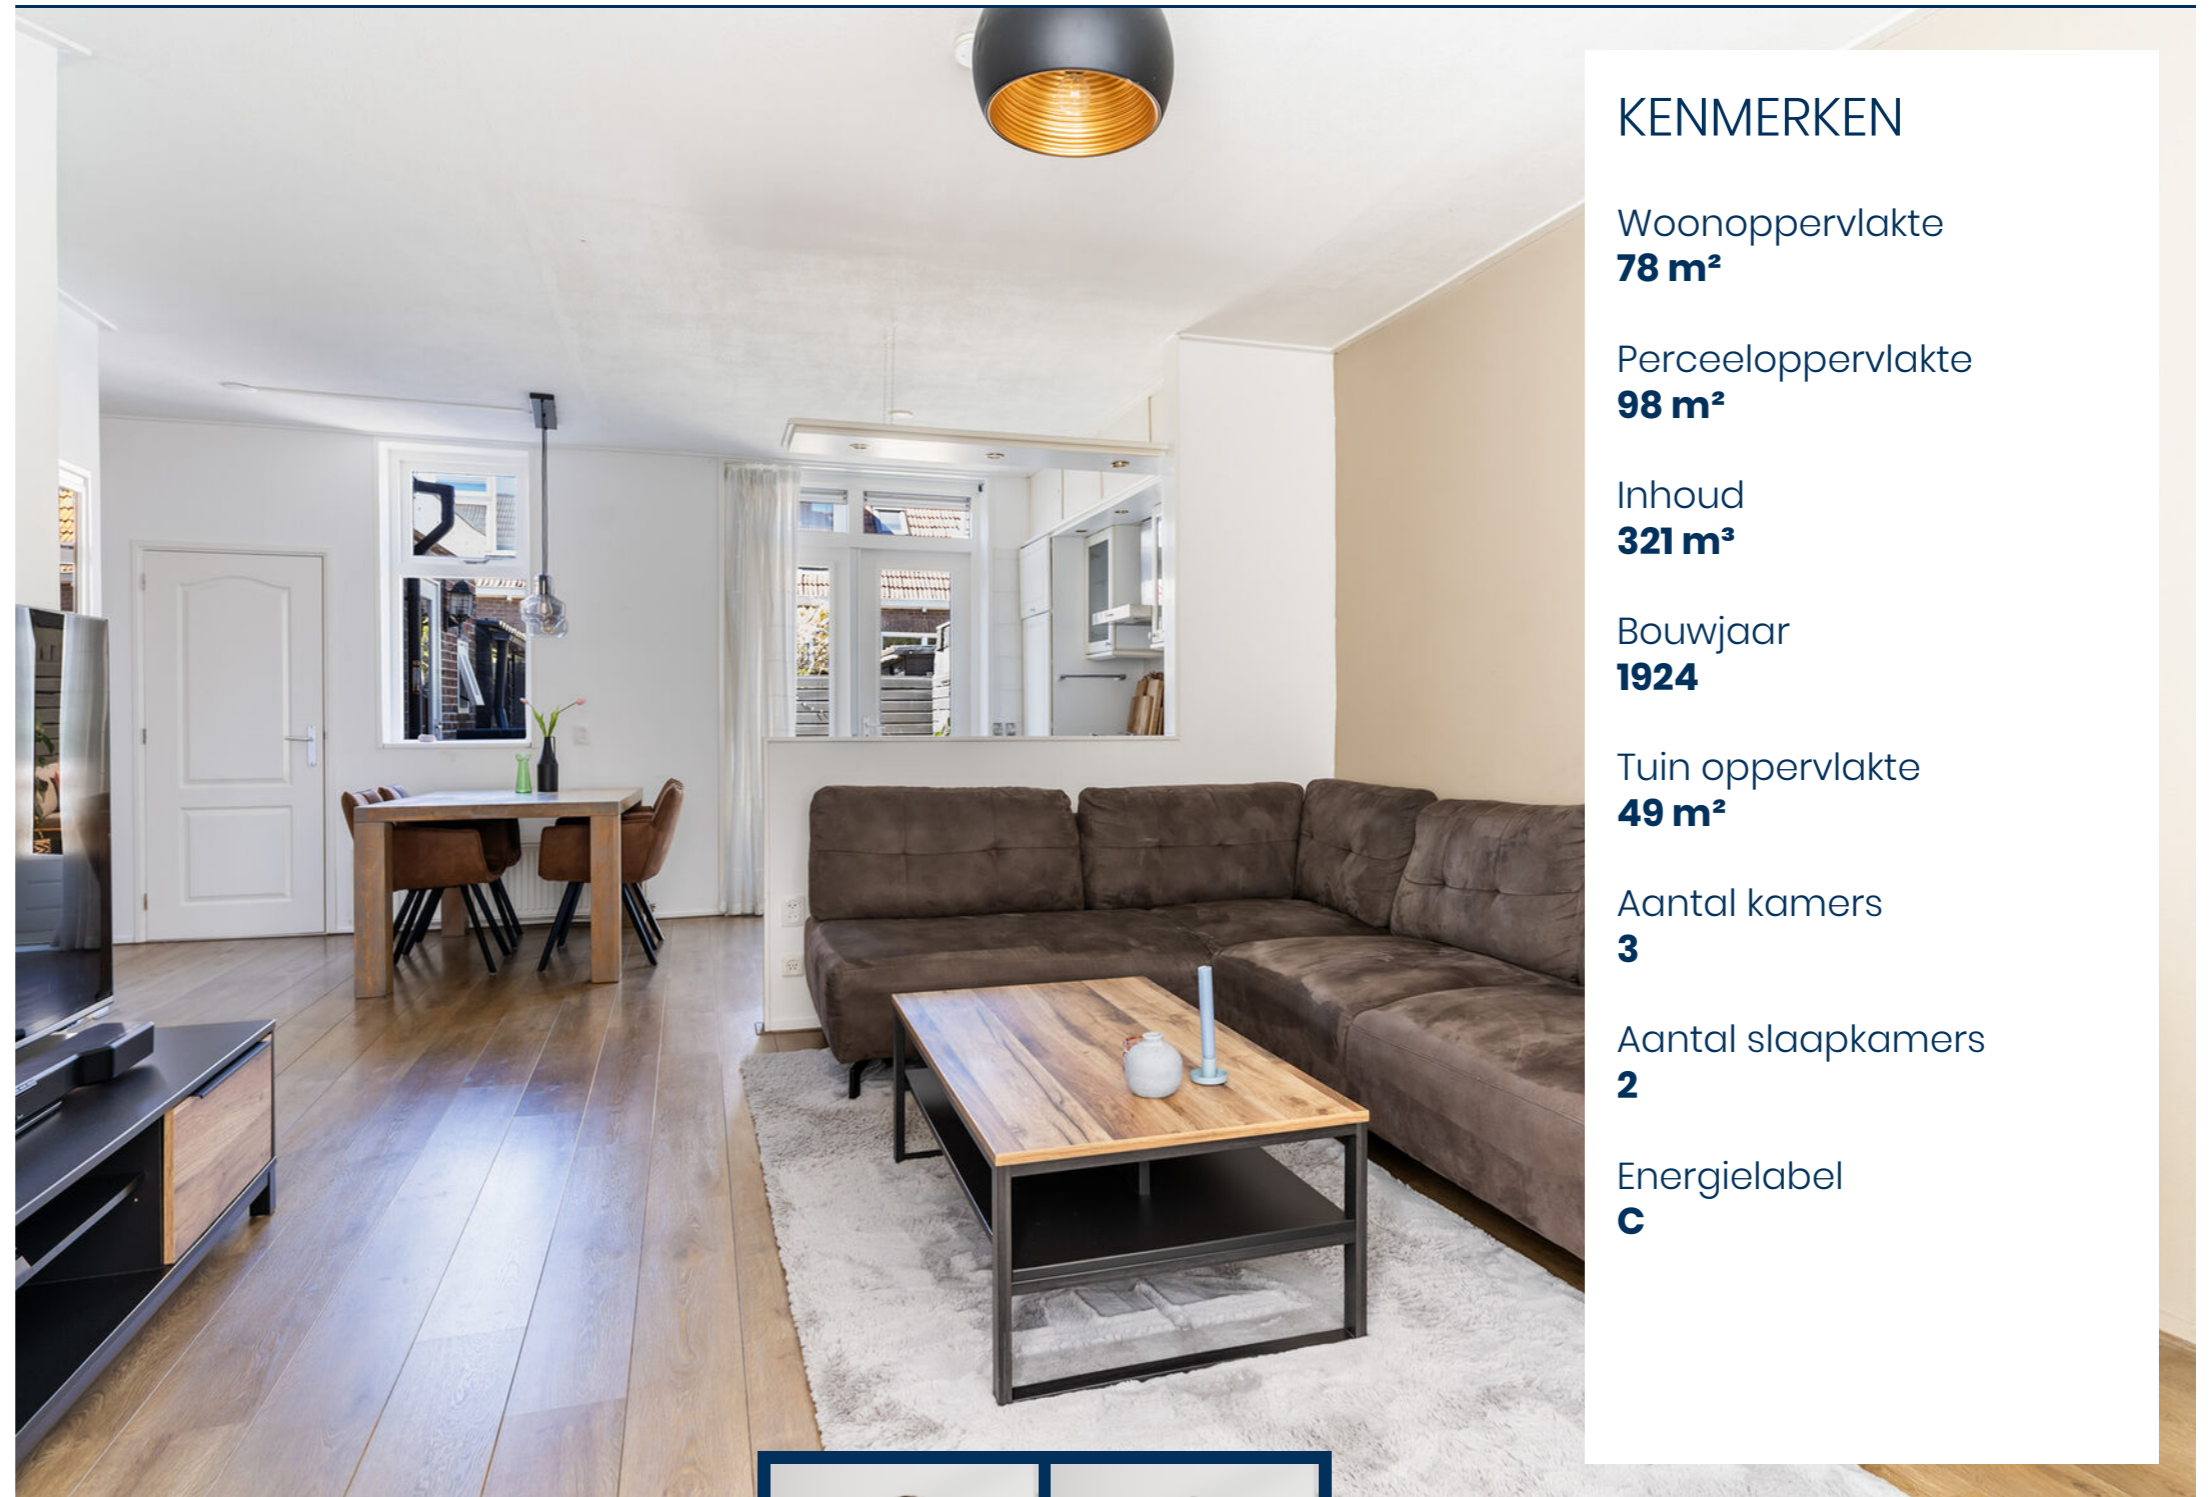 KENMERKEN
Woonoppervlakte
78 m²
Perceeloppervlakte
98 m²
Inhoud
321 m³
Bouwjaar
1924
Tuin oppervlakte
49 m²
Aantal kamers
3
Aantal slaapkamers
2
Energielabel
C